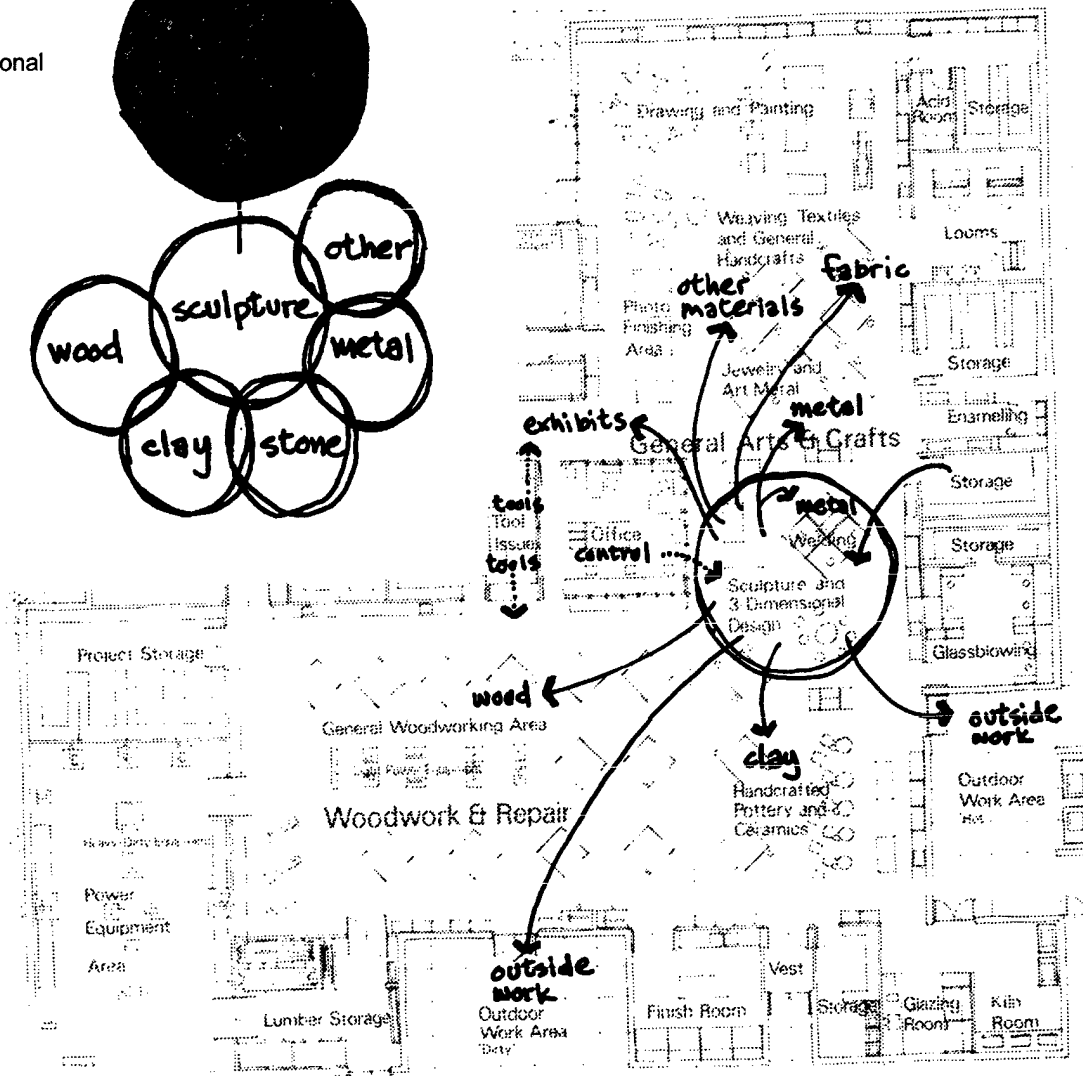 onal
other
sculpture
wood
metal
clay
stone
Drawing and Painting
Acid
Room
Storage
Weaving Textiles
and General
Handcrafts
Looms
fabric
other
materials
Photo
Finishing
Area
Jewelry and
Art Metal
Storage
metal
Enameling
exhibits
General Arts & Crafts
Storage
tools
Tool
Issue
tools
Office
control
metal
Welding
Storage
Sculpture and
3 Dimensional
Design
Glassblowing
Project Storage
wood
General Woodworking Area
outside
work
clay
Handcrafted
Pottery and
Ceramics
Outdoor
Work Area
"Hot"
Woodwork & Repair
Power
Equipment
Area
outside
work
Outdoor
Work Area
"Dirty"
Lumber Storage
Finish Room
Vest
Storage
Glazing
Room
Kiln
Room